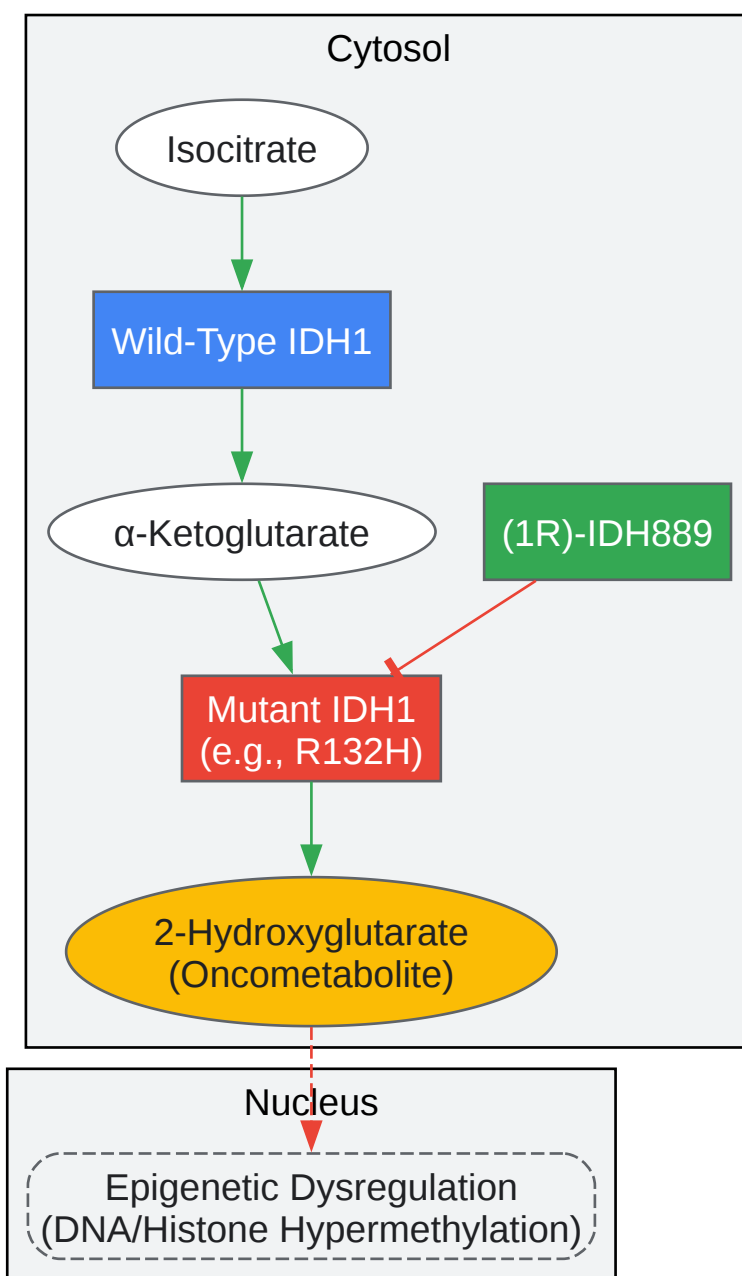 Cytosol
Isocitrate
Wild-Type IDH1
α-Ketoglutarate
(1R)-IDH889
Mutant IDH1
(e.g., R132H)
2-Hydroxyglutarate
(Oncometabolite)
Nucleus
Epigenetic Dysregulation
(DNA/Histone Hypermethylation)